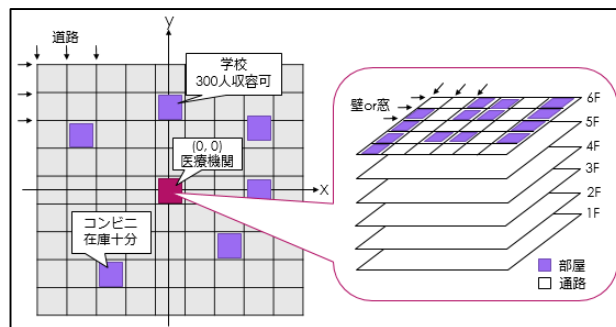 道路
y
学校
300人収容可
(0, 0)
医療機関
x
コンビニ
在庫十分
壁or窓
6F
5F
4F
3F
2F
1F
部屋
通路